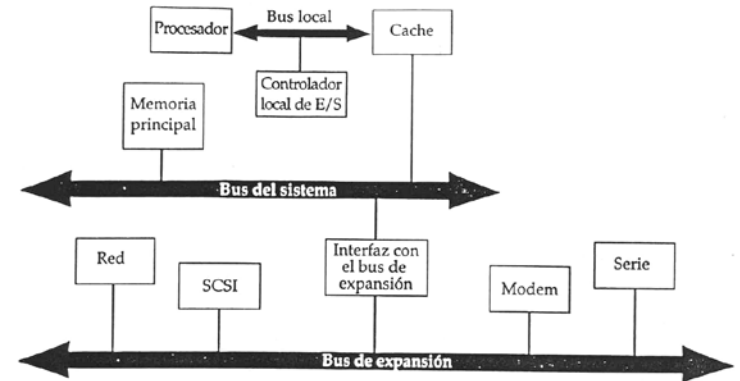 Bus local
Procesador
Cache
Controlador
local de E/S
Memoria
principal
Bus del sistema
Red
SCSI
Interfaz con
el bus de
expansión
Modem
Serie
Bus de expansión